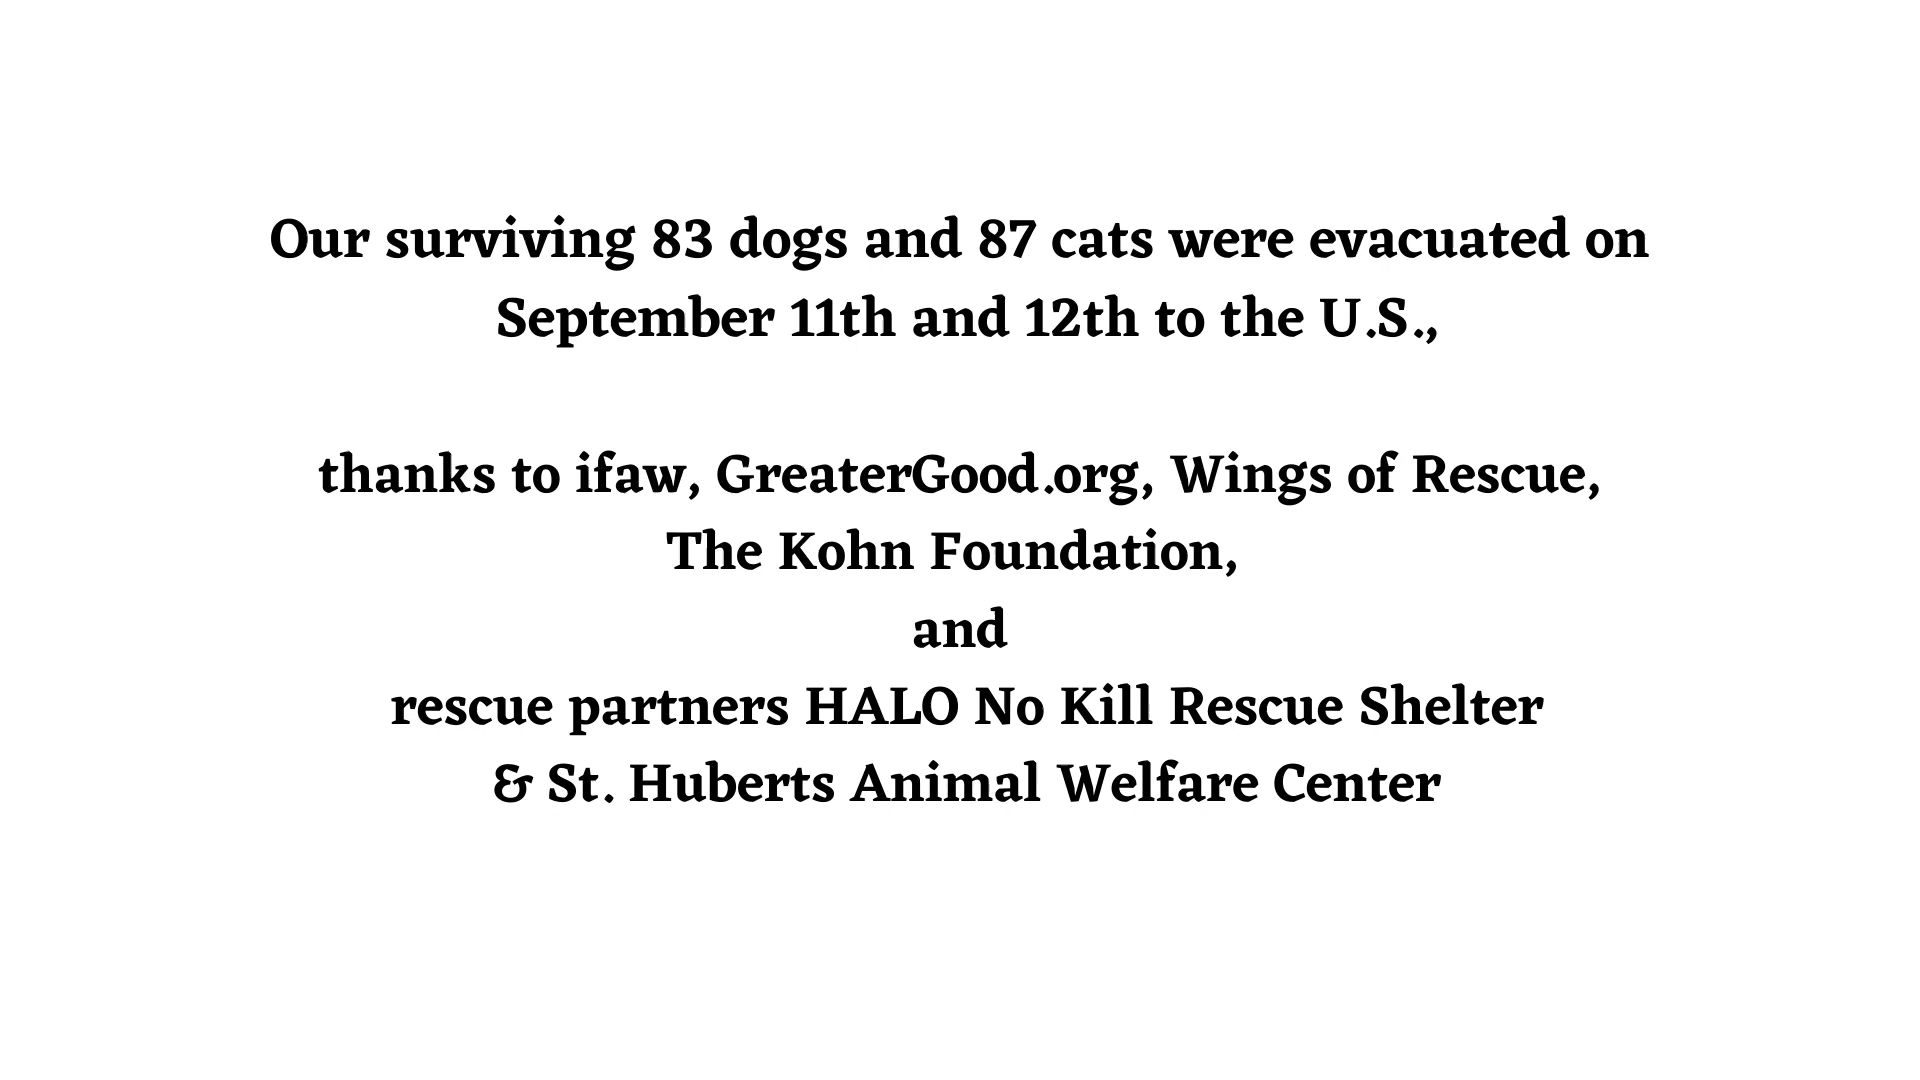 Our surviving 83 dogs and 87 cats were evacuated on
September 11th and 12th to the U.S.,
thanks to ifaw, GreaterGood.org, Wings of Rescue,
The Kohn Foundation,
and
rescue partners HALO No Kill Rescue Shelter
& St. Huberts Animal Welfare Center